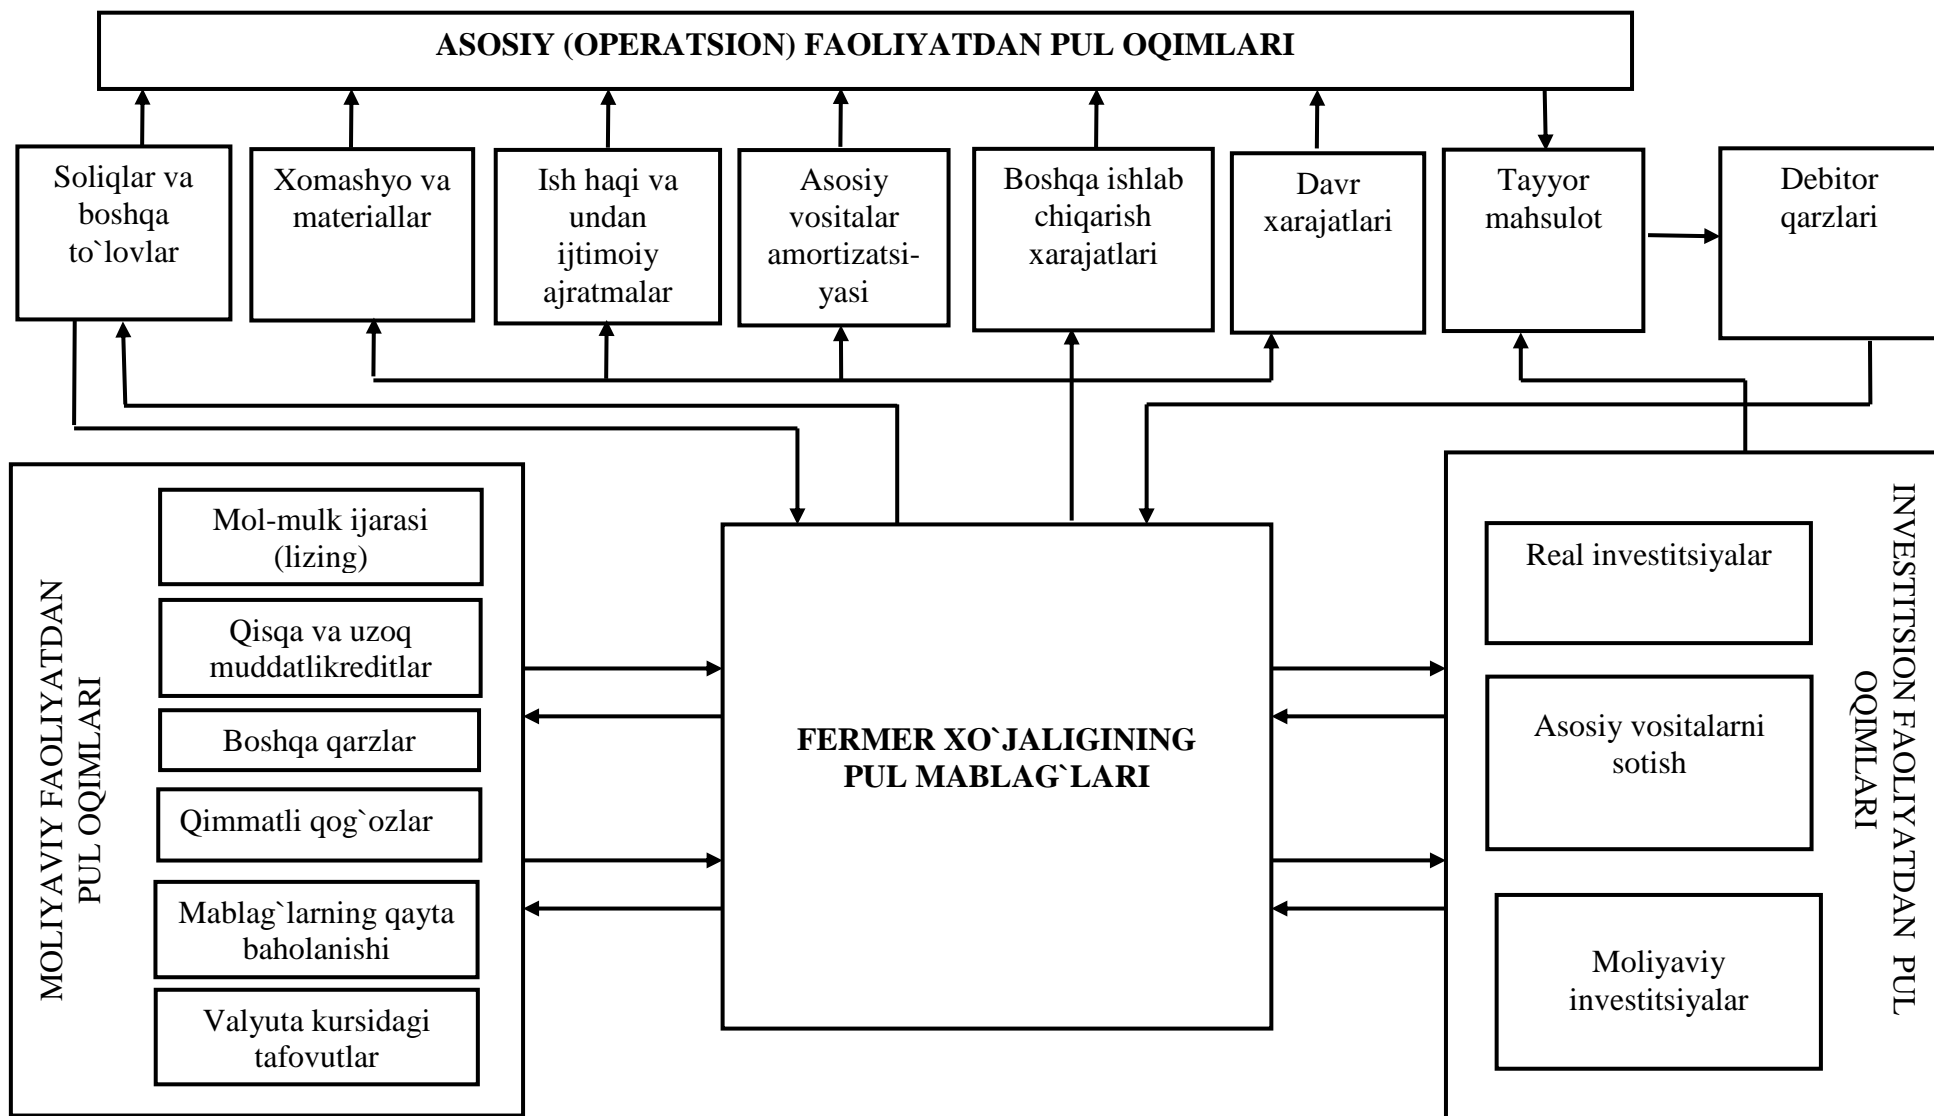 ASOSIY (OPERATSION) FAOLIYATDAN PUL OQIMLARI
Soliqlar va
boshqa
to`lovlar
Xomashyo va
materiallar
Ish haqi va
undan
ijtimoiy
ajratmalar
Asosiy
vositalar
amortizatsi-
yasi
Boshqa ishlab
chiqarish
xarajatlari
Davr
xarajatlari
Tayyor
mahsulot
Debitor
qarzlari
MOLIYAVIY FAOLIYATDAN
PUL OQIMLARI
Mol-mulk ijarasi
(lizing)
Qisqa va uzoq
muddatlikreditlar
Boshqa qarzlar
Qimmatli qog`ozlar
Mablag`larning qayta
baholanishi
Valyuta kursidagi
tafovutlar
FERMER XO`JALIGINING
PUL MABLAG`LARI
Real investitsiyalar
Asosiy vositalarni
sotish
Moliyaviy
investitsiyalar
INVESTITSION FAOLIYATDAN PUL
OQIMLARI